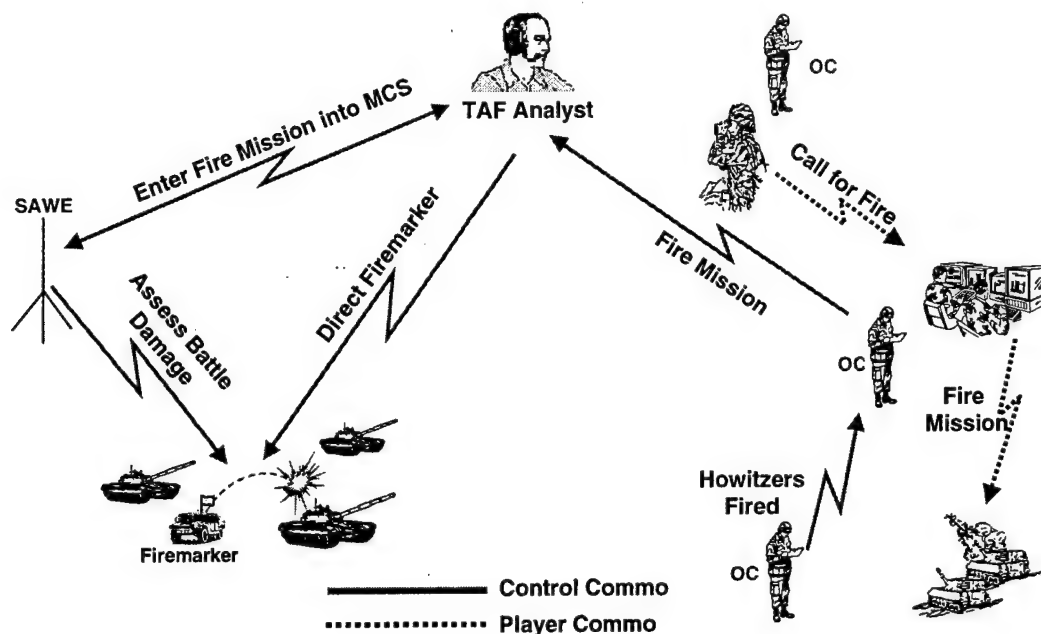 OC
TAF Analyst
Enter Fire Mission into MCS
Call for Fire
SAWE
Fire Mission
Direct Firemarker
Assess Battle
Damage
OC
Fire
Mission
Howitzers
Fired
Firemarker
OC
Control Commo
Player Commo